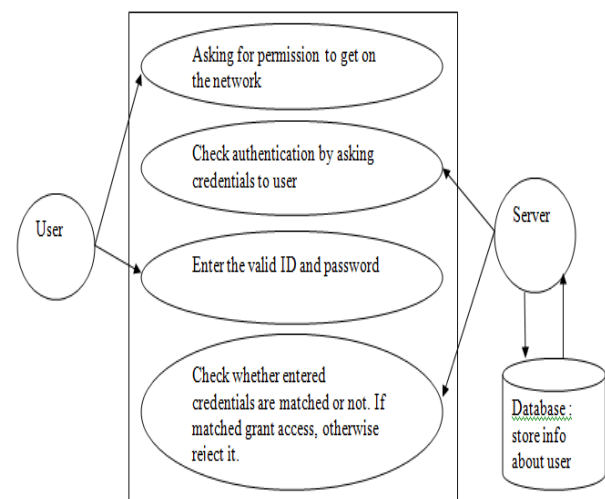 Asking for permission to get on
the network
Check authentication by asking
credentials to user
User
Server
Enter the valid ID and password
Check whether entered
credentials are matched or not. If
matched grant access, otherwise
reject it.
Database :
store info
about user